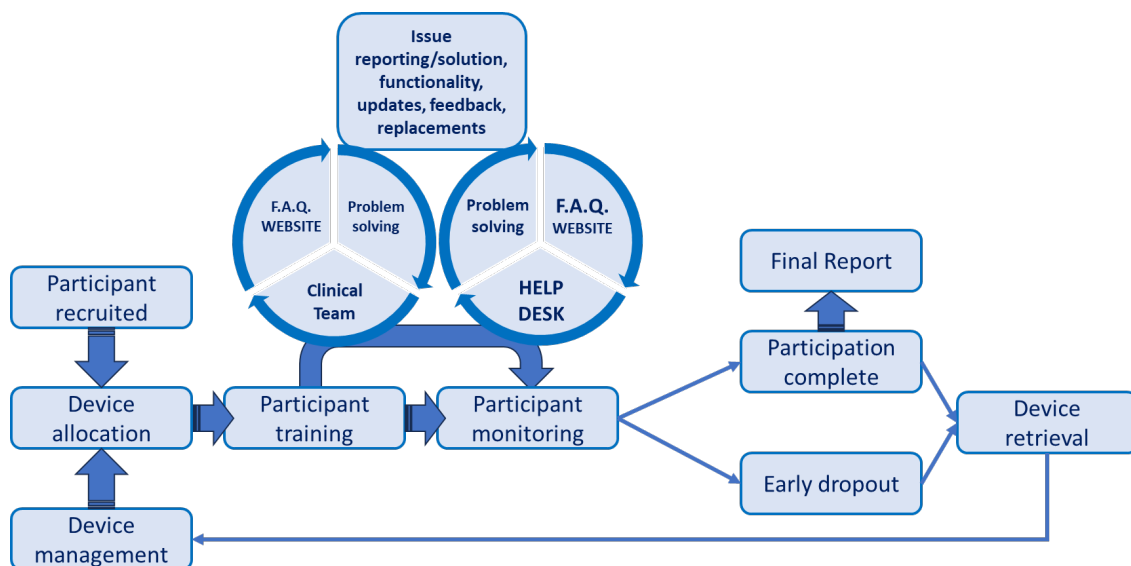 Issue
reporting/solution,
functionality,
updates, feedback,
replacements
F.A.Q.
WEBSITE
Problem
solving
Clinical
Team
Problem
solving
F.A.Q.
WEBSITE
HELP
DESK
Participant
recruited
Device
allocation
Device
management
Participant
training
Participant
monitoring
Final Report
Participation
complete
Early dropout
Device
retrieval